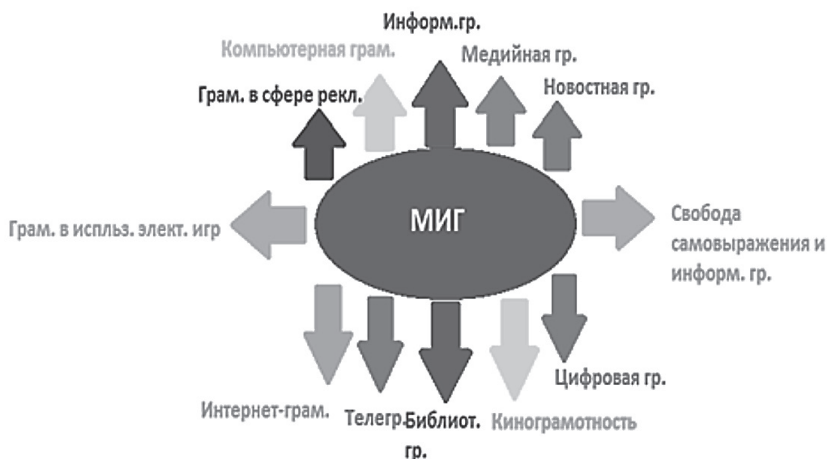 Информ.гр.
Компьютерная грам.
Медийная гр.
Грам. в сфере рекл.
Новостная гр.
МИГ
Грам. в испльз. элект. игр
Свобода
самовыражения и
информ. гр.
Цифровая гр.
Интернет-грам.
Телегр.
Библиот.
гр.
Кинограмотность